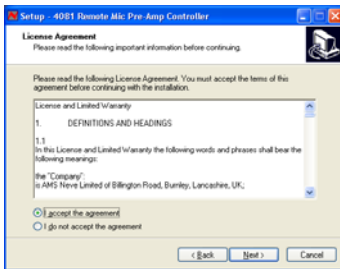 Setup - 4081 Remote Mic Pre-Amp Controller
License Agreement
Please read the following important information before continuing.
Please read the following License Agreement. You must accept the terms of this
agreement before continuing with the installation.
License and Limited Warranty
1. DEFINITIONS AND HEADINGS
1.1
In this License and Limited Warranty the following words and phrases shall bear the
following meanings:
the "Company":
is AMS Neve Limited of Billington Road, Burnley, Lancashire, UK;
I accept the agreement
I do not accept the agreement
< Back
Next >
Cancel